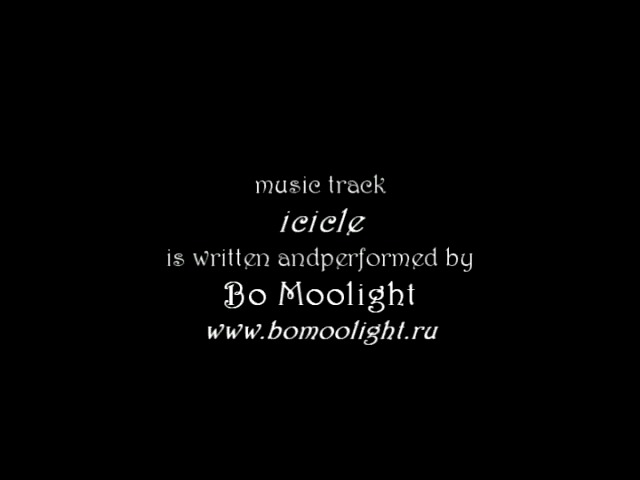 music track
icicle
is written andperformed by
Bo Moolight
www.bomoolight.ru